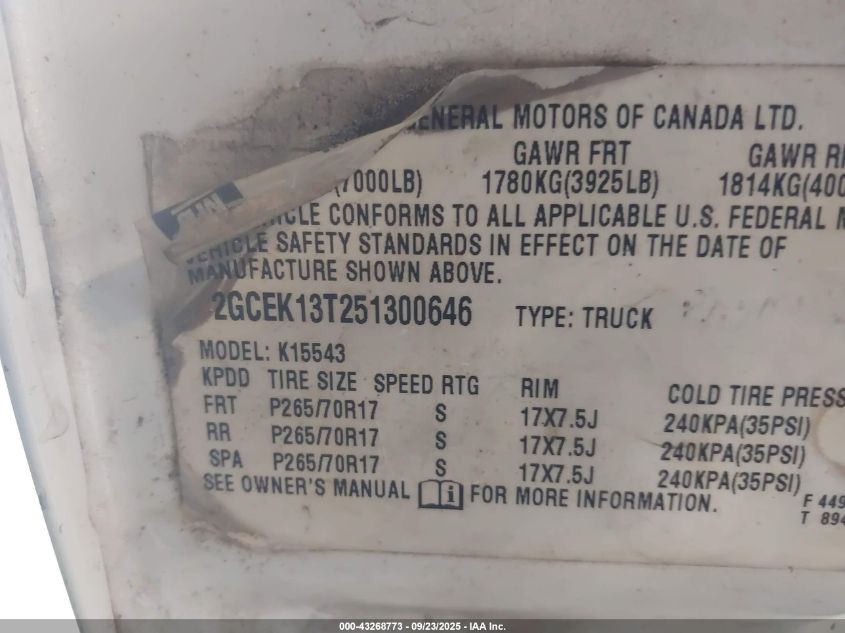 GENERAL MOTORS OF CANADA LTD.
GAWR FRT GAWR
(7000LB) 1780KG(3925LB) 1814KG(400
VEHICLE CONFORMS TO ALL APPLICABLE U.S. FEDERAL
VEHICLE SAFETY STANDARDS IN EFFECT ON THE DATE OF
MANUFACTURE SHOWN ABOVE.
2GCEK13T251300646 TYPE: TRUCK
MODEL: K15543
KPDD TIRE SIZE SPEED RTG RIM COLD TIRE PRESS
FRT P265/70R17 S 17X7.5J 240KPA(35PSI)
RR P265/70R17 S 17X7.5J 240KPA(35PSI)
SPA P265/70R17 S 17X7.5J 240KPA(35PSI)
SEE OWNER'S MANUAL FOR MORE INFORMATION.
F 449
T 894
000-43268773 - 09/23/2025 - IAA Inc.